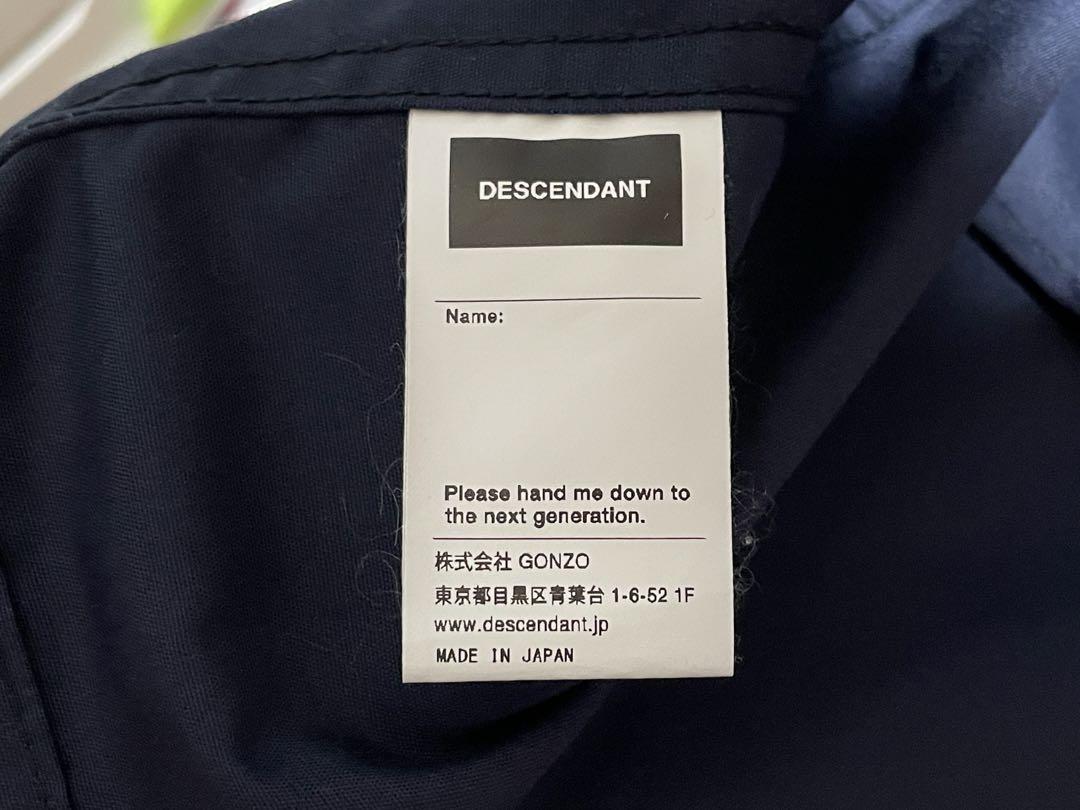 DESCENDANT
Name:
Please hand me down to
the next generation.
株式会社 GONZO
東京都目黒区青葉台 1-6-52 1F
www.descendant.jp
MADE IN JAPAN